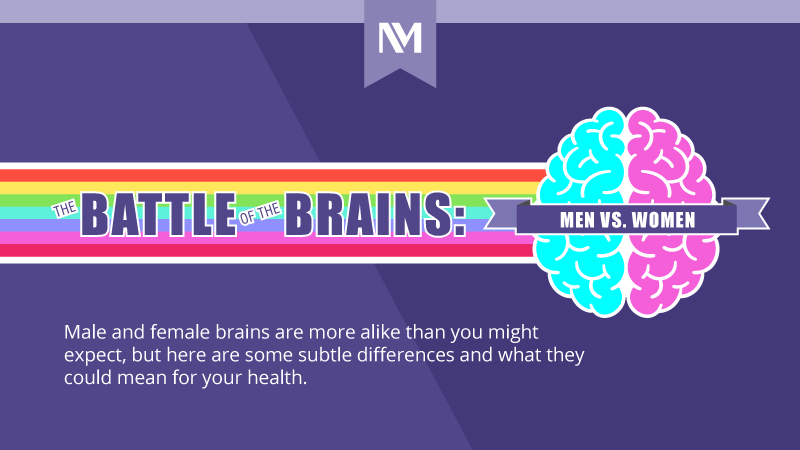 NM
THE BATTLE OF THE BRAINS:
MEN VS. WOMEN
Male and female brains are more alike than you might
expect, but here are some subtle differences and what they
could mean for your health.